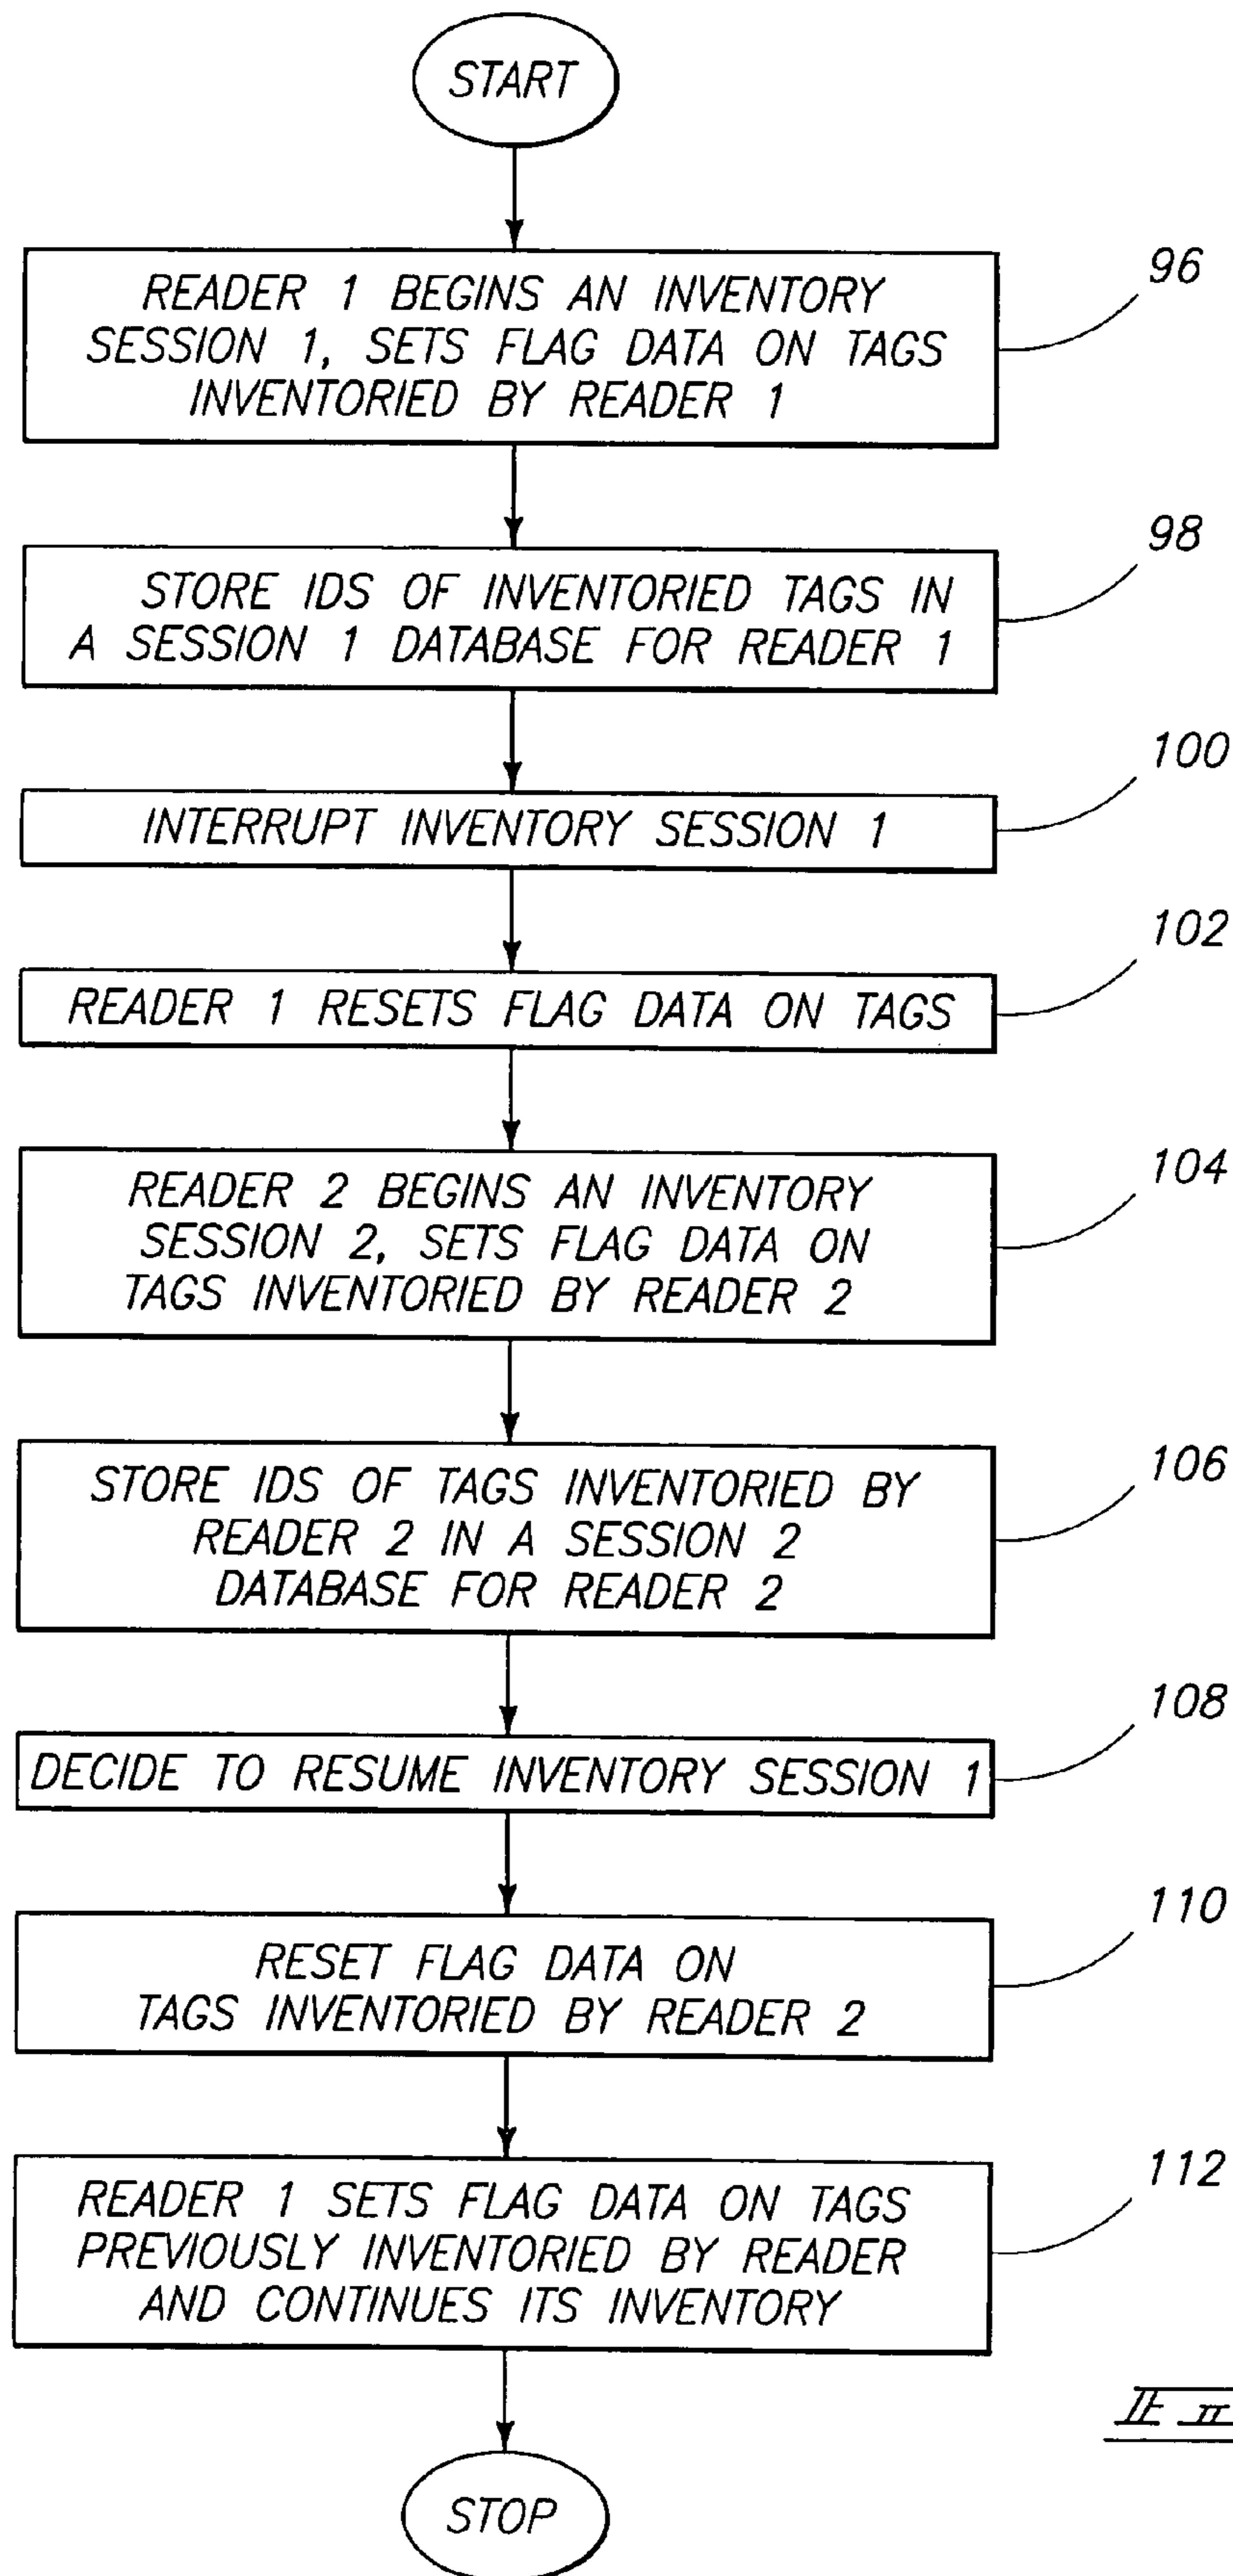 START
READER 1 BEGINS AN INVENTORY
SESSION 1, SETS FLAG DATA ON TAGS
INVENTORIED BY READER 1
96
STORE IDS OF INVENTORIED TAGS IN
A SESSION 1 DATABASE FOR READER 1
98
INTERRUPT INVENTORY SESSION 1
100
READER 1 RESETS FLAG DATA ON TAGS
102
READER 2 BEGINS AN INVENTORY
SESSION 2, SETS FLAG DATA ON
TAGS INVENTORIED BY READER 2
104
STORE IDS OF TAGS INVENTORIED BY
READER 2 IN A SESSION 2
DATABASE FOR READER 2
106
DECIDE TO RESUME INVENTORY SESSION 1
108
RESET FLAG DATA ON
TAGS INVENTORIED BY READER 2
110
READER 1 SETS FLAG DATA ON TAGS
PREVIOUSLY INVENTORIED BY READER
AND CONTINUES ITS INVENTORY
112
STOP